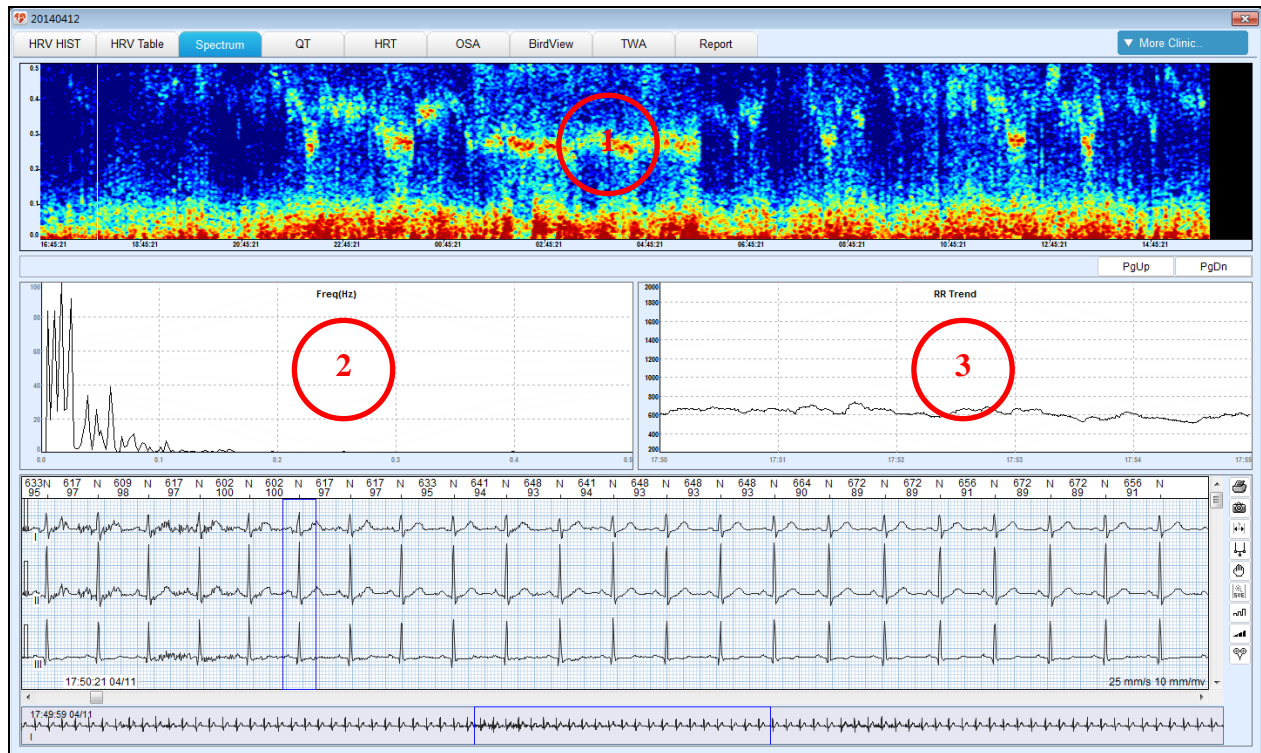 20140412
HRV HIST HRV Table Spectrum QT HRT OSA BirdView TWA Report ▼ More Clinic..
0.5
0.4
0.3
0.2
0.1
0.0
1
16:45:21 18:45:21 20:45:21 22:45:21 00:45:21 02:45:21 04:45:21 06:45:21 08:45:21 10:45:21 12:45:21 14:45:21
PgUp PgDn
Freq(Hz)
100
80
60
40
20
0
2
0.0 0.1 0.2 0.3 0.4 0.5
RR Trend
2000
1800
1600
1400
1200
1000
800
600
400
200
3
17:50 17:51 17:52 17:53 17:54 17:55
633 N 617 N 609 N 617 N 602 N 602 N 617 N 617 N 633 N 641 N 648 N 641 N 648 N 648 N 648 N 664 N 672 N 672 N 656 N 672 N 672 N 656 N
95 97 98 97 100 100 97 97 95 94 93 94 93 93 93 90 89 89 91 89 89 91
I
II
III
17:50:21 04/11
25 mm/s 10 mm/mv
17:49:59 04/11
I